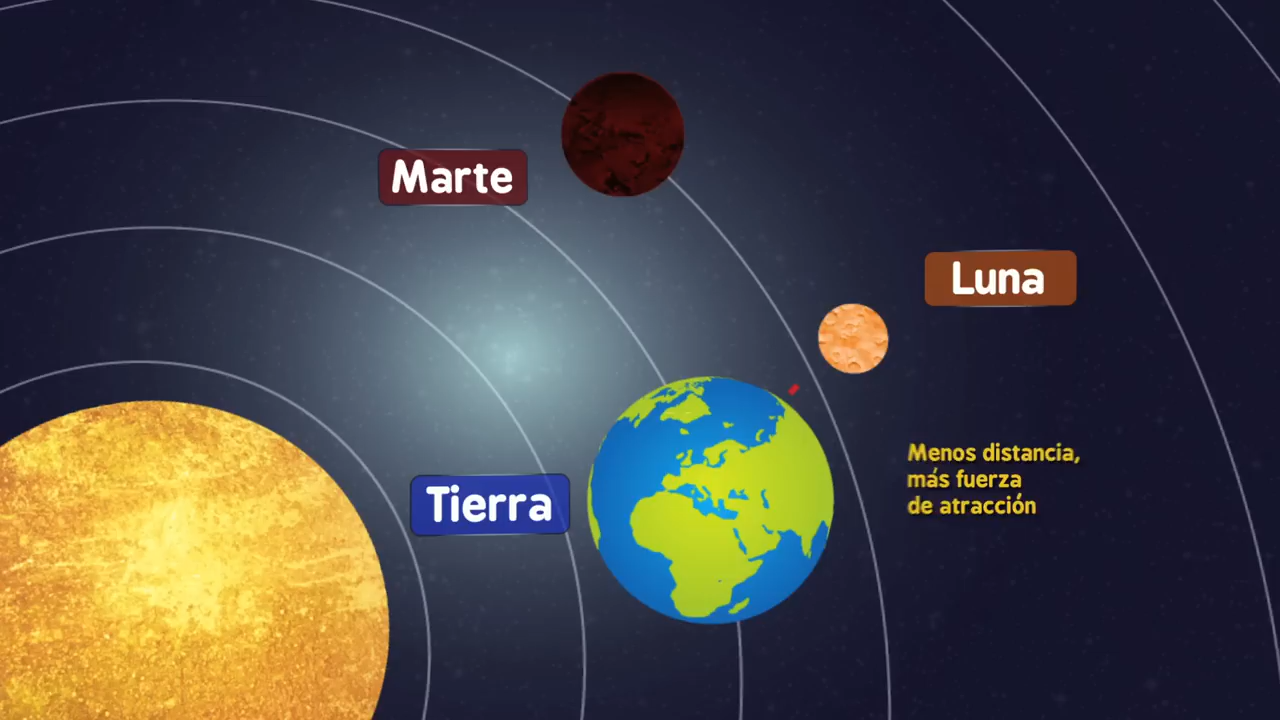 Marte
Luna
Menos distancia,
más fuerza
de atracción
Tierra